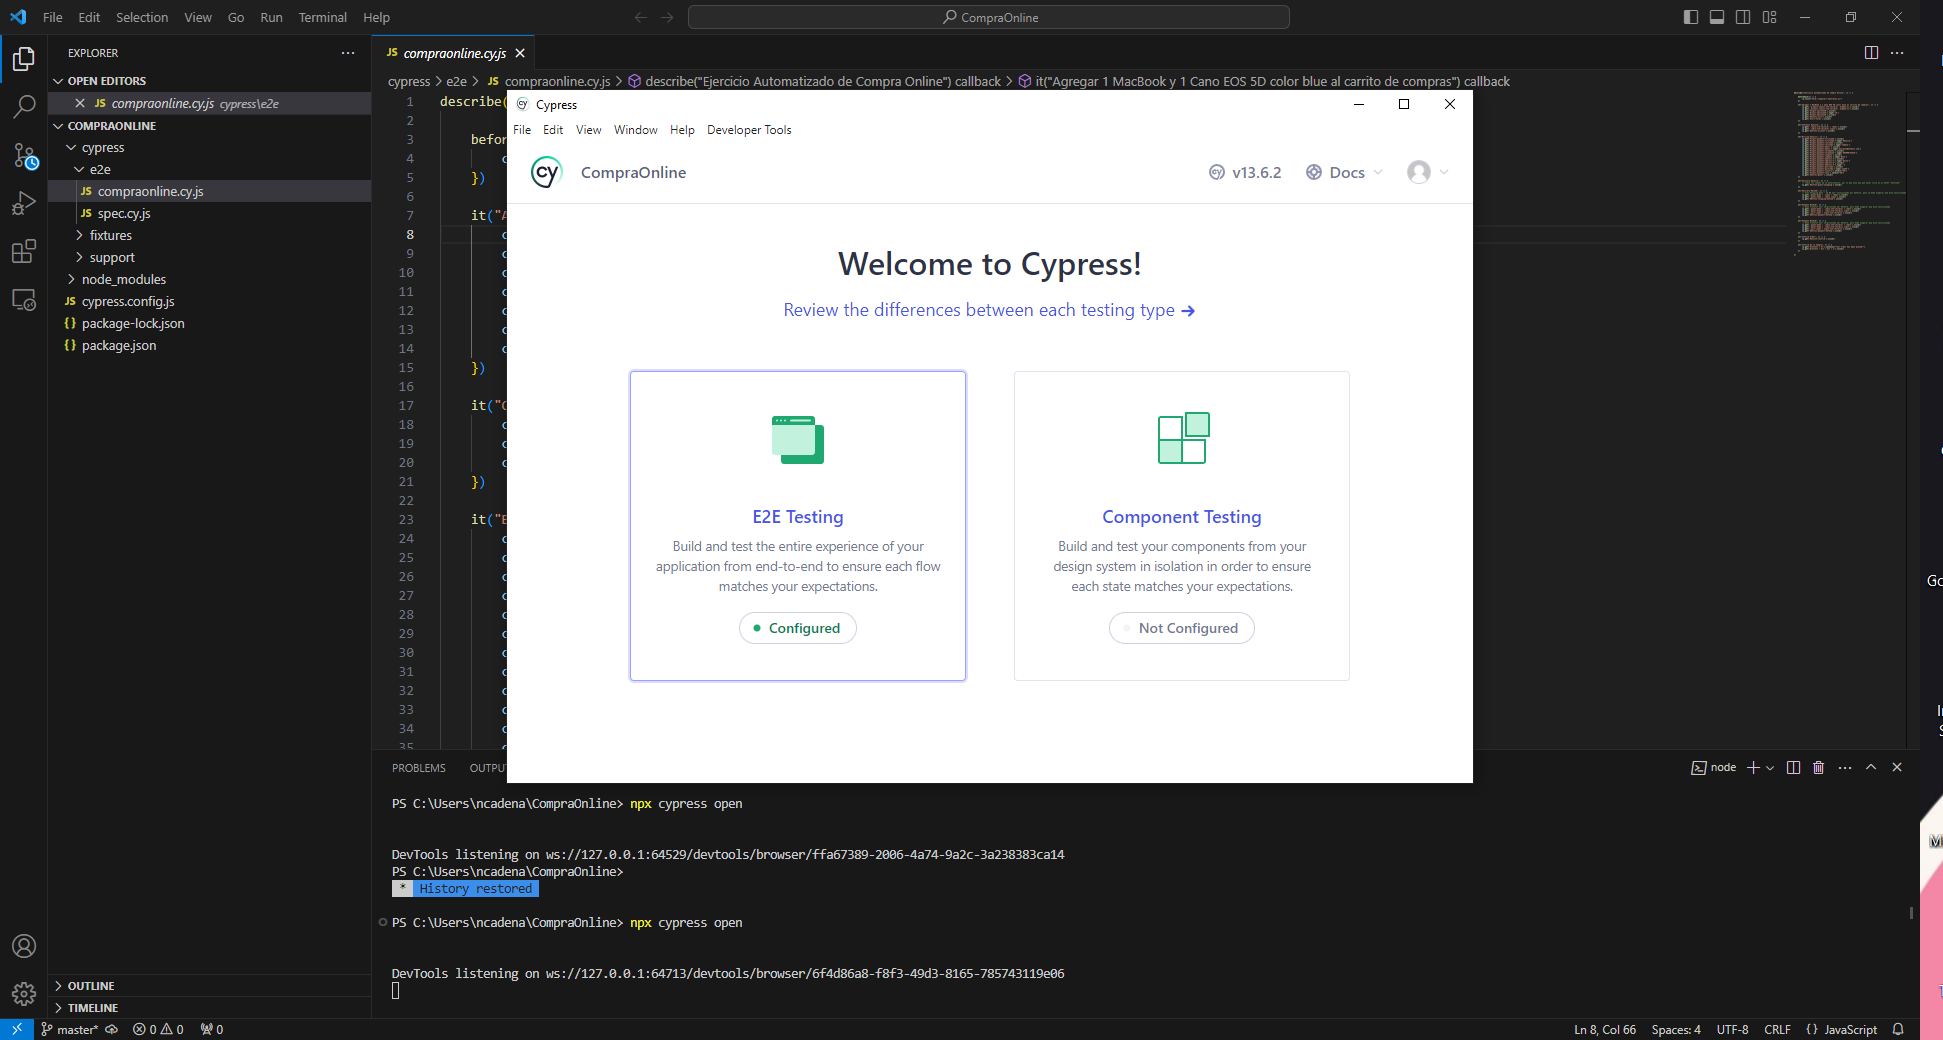 File Edit Selection View Go Run Terminal Help
CompraOnline
EXPLORER
OPEN EDITORS
JS compraonline.cy.js cypress\e2e
COMPRAONLINE
cypress
e2e
JS compraonline.cy.js
JS spec.cy.js
fixtures
support
node_modules
JS cypress.config.js
{} package-lock.json
{} package.json
OUTLINE
TIMELINE
JS compraonline.cy.js
cypress > e2e > JS compraonline.cy.js > describe("Ejercicio Automatizado de Compra Online") callback > it("Agregar 1 MacBook y 1 Cano EOS 5D color blue al carrito de compras") callback
1 describe(
2
3 befor
4 c
5 })
6
7 it("A
8 c
9 c
10 c
11 c
12 c
13 c
14 c
15 })
16
17 it("C
18 c
19 c
20 c
21 })
22
23 it("E
24 c
25 c
26 c
27 c
28 c
29 c
30 c
31 c
32 c
33 c
34 c
35 c
Cypress
File Edit View Window Help Developer Tools
cy CompraOnline
v13.6.2 Docs
Welcome to Cypress!
Review the differences between each testing type →
E2E Testing
Build and test the entire experience of your
application from end-to-end to ensure each flow
matches your expectations.
Configured
Component Testing
Build and test your components from your
design system in isolation in order to ensure
each state matches your expectations.
Not Configured
PROBLEMS OUTPU
node
PS C:\Users\ncadena\CompraOnline> npx cypress open
DevTools listening on ws://127.0.0.1:64529/devtools/browser/ffa67389-2006-4a74-9a2c-3a238383ca14
PS C:\Users\ncadena\CompraOnline>
* History restored
PS C:\Users\ncadena\CompraOnline> npx cypress open
DevTools listening on ws://127.0.0.1:64713/devtools/browser/6f4d86a8-f8f3-49d3-8165-785743119e06
master* 0 0 0
Ln 8, Col 66 Spaces: 4 UTF-8 CRLF {} JavaScript
Go